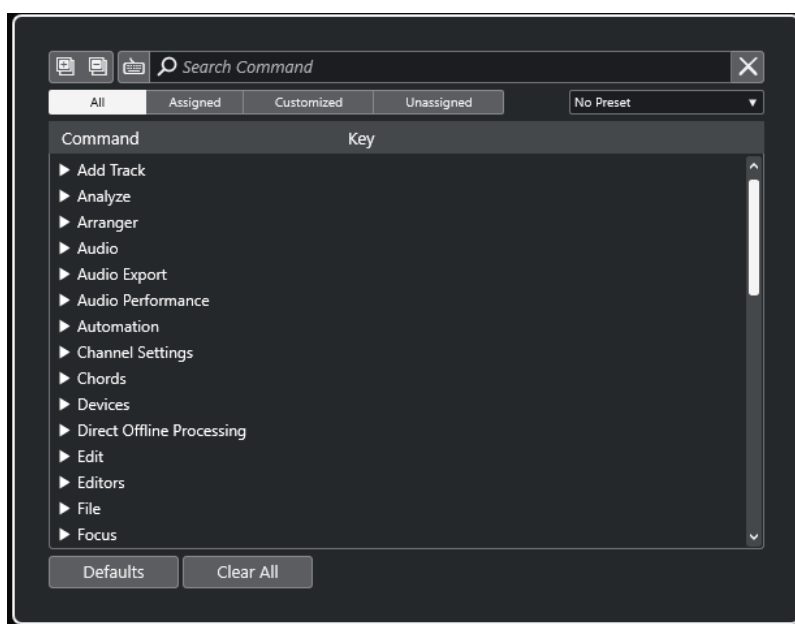 Search Command
All Assigned Customized Unassigned No Preset
Command Key
Add Track
Analyze
Arranger
Audio
Audio Export
Audio Performance
Automation
Channel Settings
Chords
Devices
Direct Offline Processing
Edit
Editors
File
Focus
Defaults Clear All